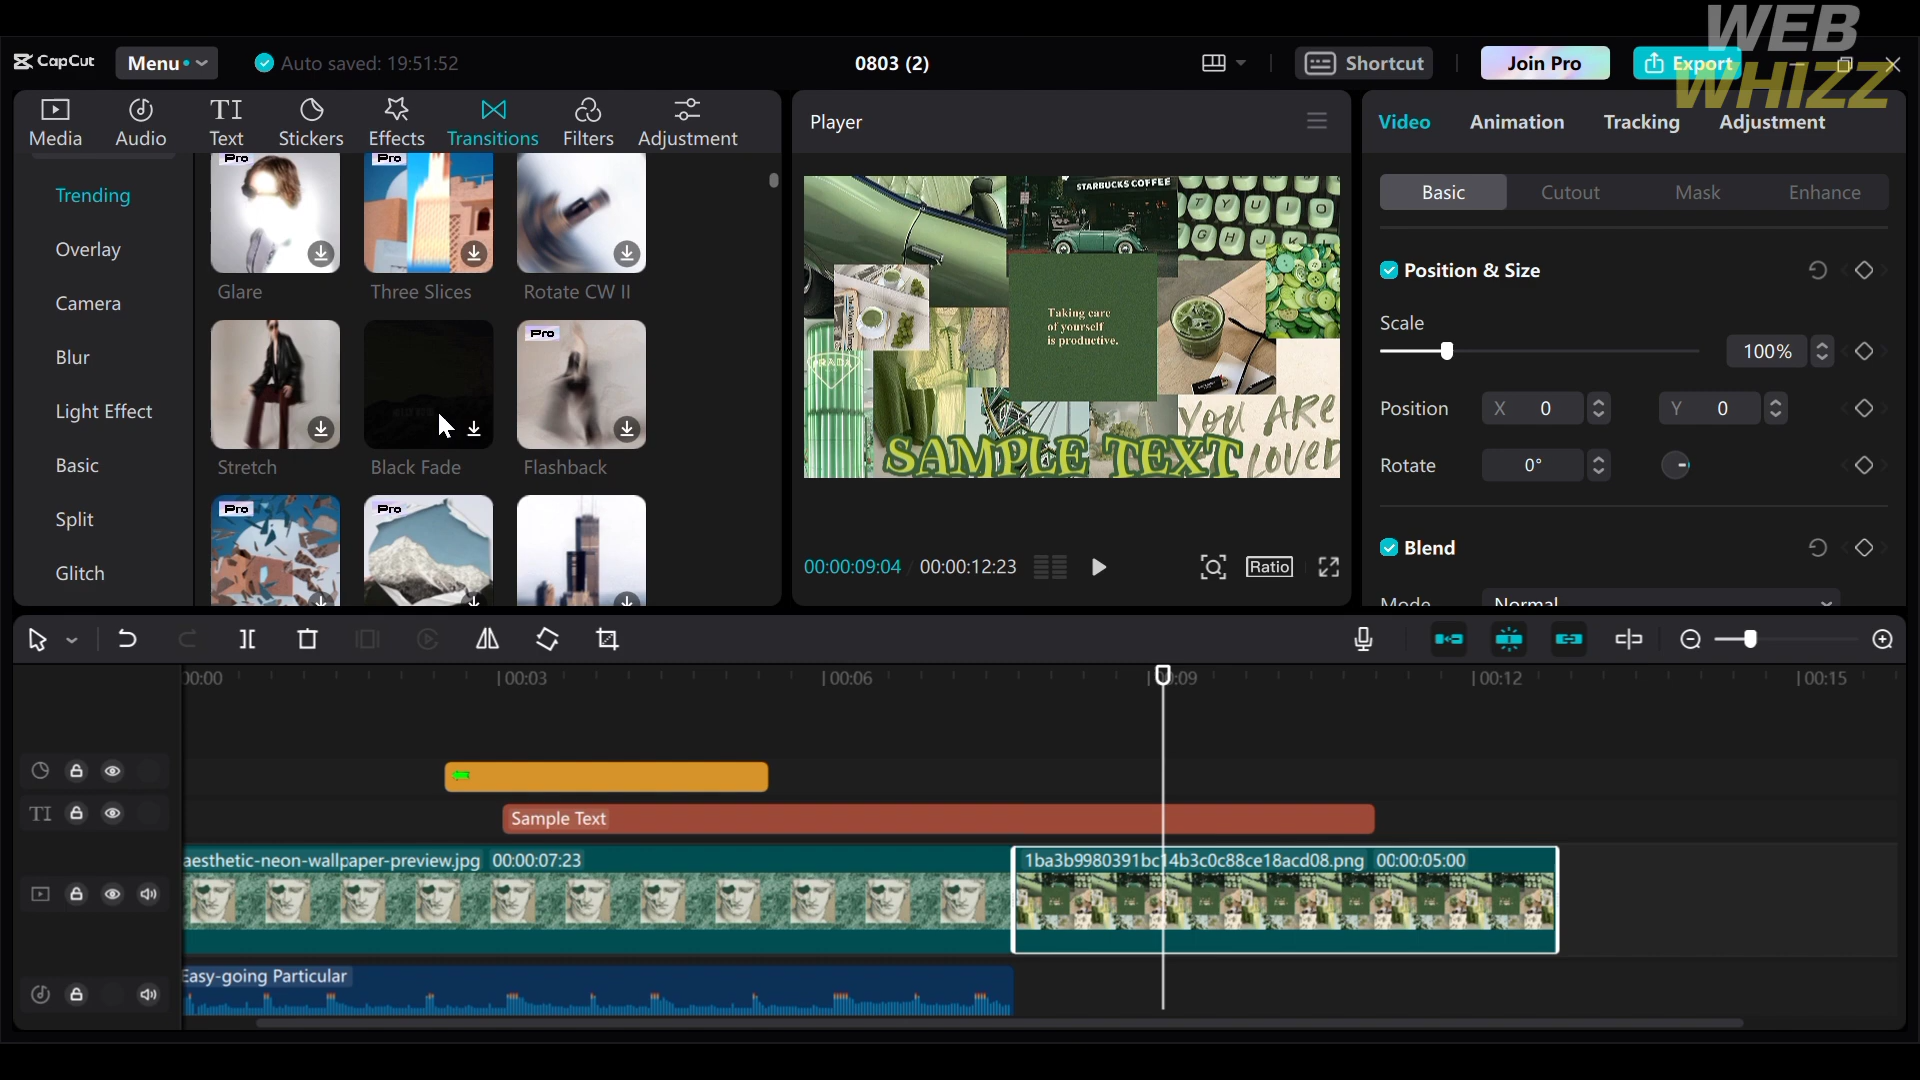 WEB
WHIZZ
CapCut
Menu
Auto saved: 19:51:52
0803 (2)
Shortcut
Join Pro
Export
Media
Audio
TI
Text
Stickers
Effects
Transitions
Filters
Adjustment
Trending
Overlay
Camera
Blur
Light Effect
Basic
Split
Glitch
Pro
Pro
Glare
Three Slices
Rotate CW II
Pro
Stretch
Black Fade
Flashback
Pro
Pro
Player
STARBUCKS COFFEE
T Y U I O
G H J K
Taking care
of yourself
is productive.
PRADA
YOU ARE
LOVED
SAMPLE TEXT
00:00:09:04 / 00:00:12:23
Ratio
Video
Animation
Tracking
Adjustment
Basic
Cutout
Mask
Enhance
Position & Size
Scale
100%
Position
X 0
Y 0
Rotate
0°
Blend
Mode
Normal
00:00
00:03
00:06
00:09
00:12
00:15
TI
Sample Text
aesthetic-neon-wallpaper-preview.jpg 00:00:07:23
1ba3b9980391bc14b3c0c88ce18acd08.png 00:00:05:00
Easy-going Particular